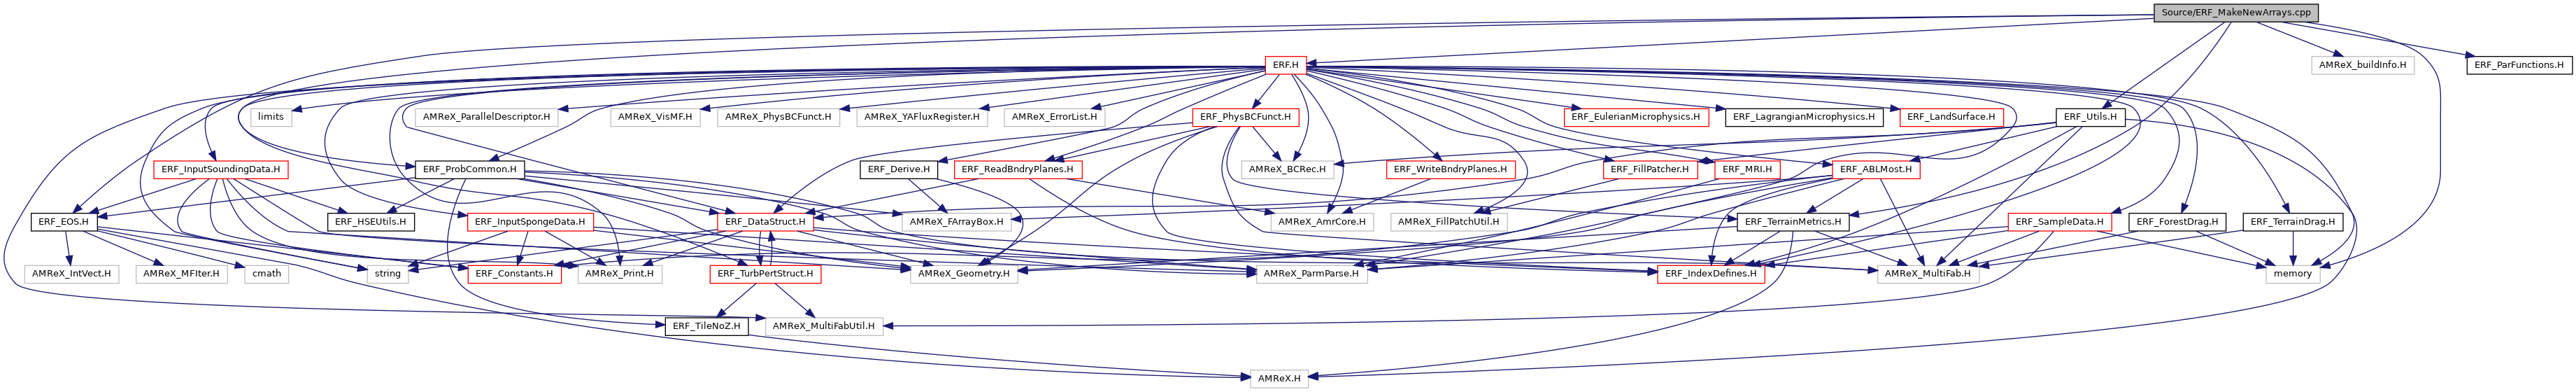 Source/ERF_MakeNewArrays.cpp
ERF.H
AMReX_buildInfo.H
ERF_ParFunctions.H
limits
AMReX_ParallelDescriptor.H
AMReX_VisMF.H
AMReX_PhysBCFunct.H
AMReX_YAFluxRegister.H
AMReX_ErrorList.H
ERF_PhysBCFunct.H
ERF_EulerianMicrophysics.H
ERF_LagrangianMicrophysics.H
ERF_LandSurface.H
ERF_Utils.H
ERF_InputSoundingData.H
ERF_ProbCommon.H
ERF_Derive.H
ERF_ReadBndryPlanes.H
AMReX_BCRec.H
ERF_WriteBndryPlanes.H
ERF_FillPatcher.H
ERF_MRI.H
ERF_ABLMost.H
ERF_EOS.H
ERF_HSEUtils.H
ERF_InputSpongeData.H
ERF_DataStruct.H
AMReX_FArrayBox.H
AMReX_AmrCore.H
AMReX_FillPatchUtil.H
ERF_TerrainMetrics.H
ERF_SampleData.H
ERF_ForestDrag.H
ERF_TerrainDrag.H
AMReX_IntVect.H
AMReX_MFIter.H
cmath
string
ERF_Constants.H
AMReX_Print.H
ERF_TurbPertStruct.H
AMReX_Geometry.H
AMReX_ParmParse.H
ERF_IndexDefines.H
AMReX_MultiFab.H
memory
ERF_TileNoZ.H
AMReX_MultiFabUtil.H
AMReX.H